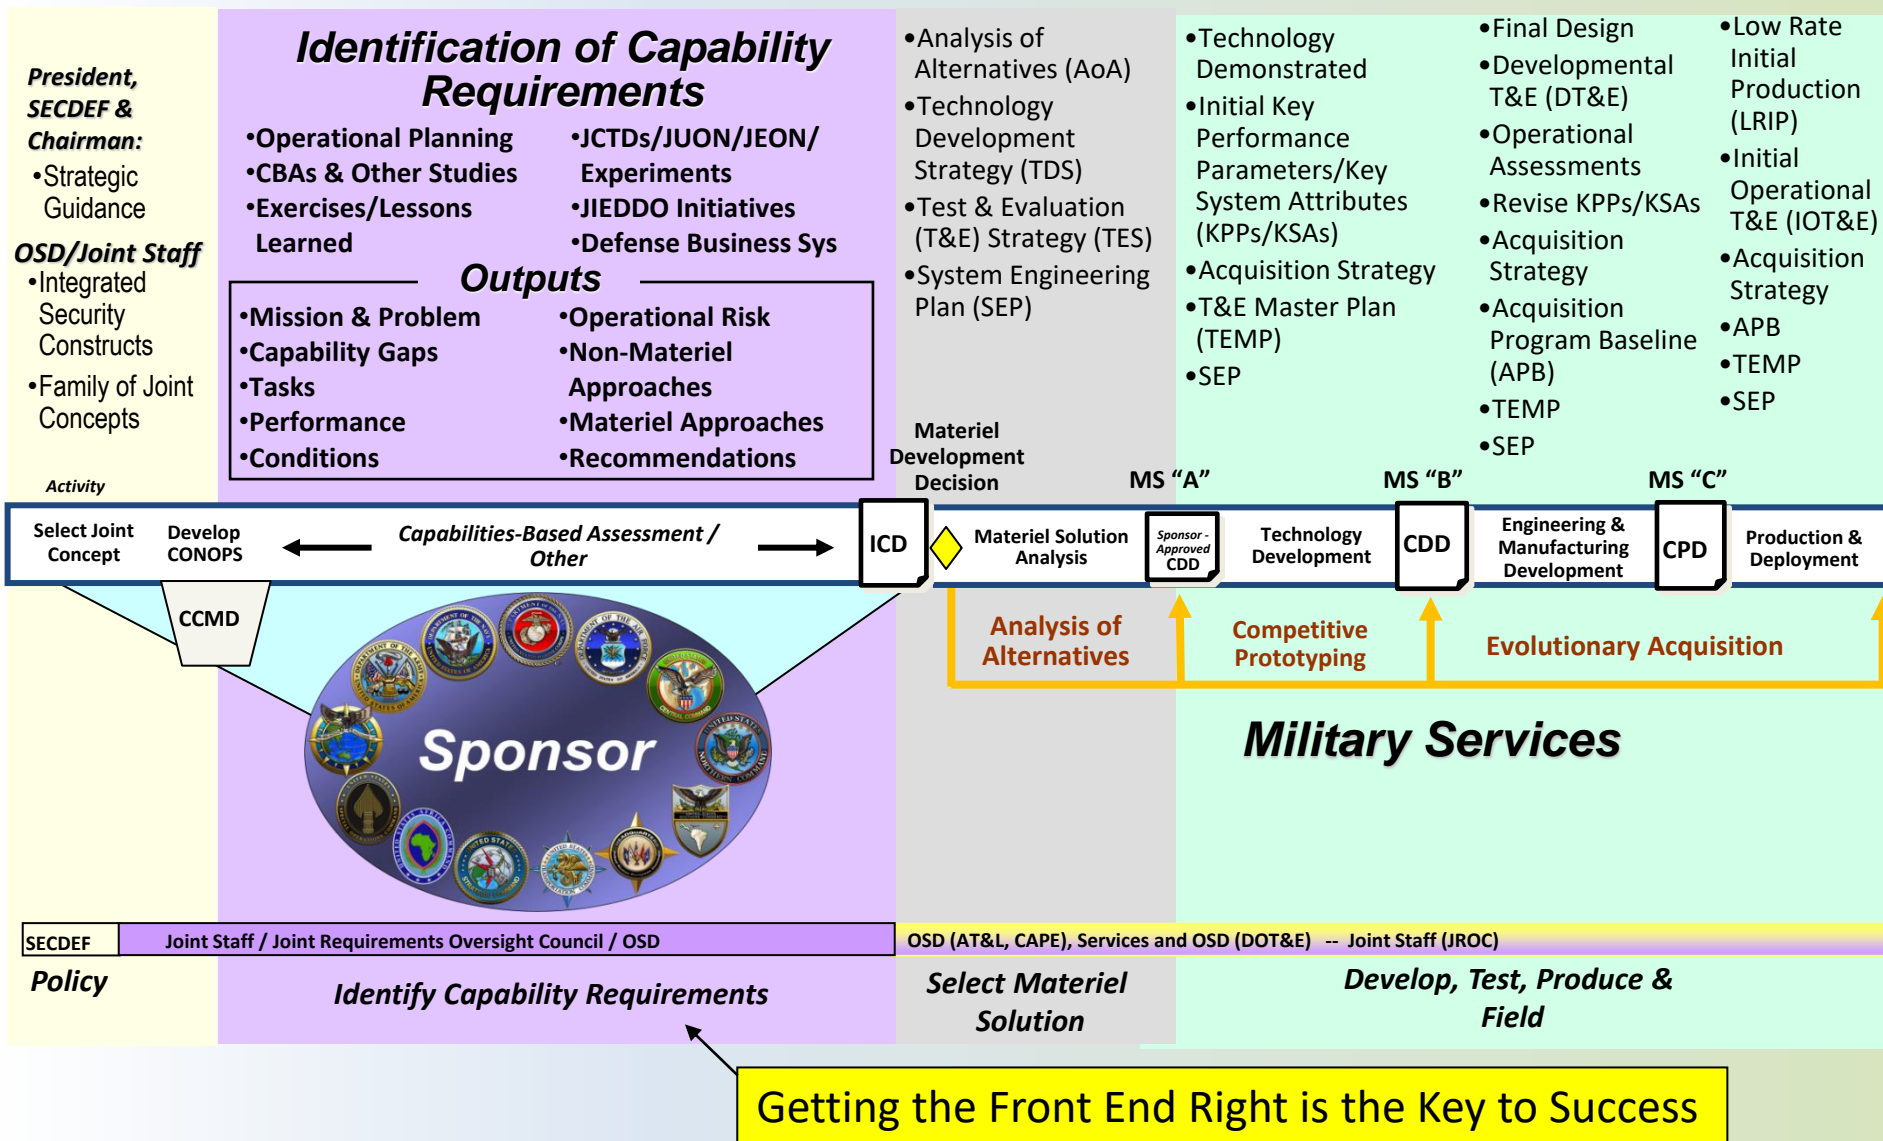 President,
SECDEF &
Chairman:
•Strategic
Guidance
OSD/Joint Staff
•Integrated
Security
Constructs
•Family of Joint
Concepts
Identification of Capability
Requirements
•Operational Planning
•CBAs & Other Studies
•Exercises/Lessons
Learned
•JCTDs/JUON/JEON/
Experiments
•JIEDDO Initiatives
•Defense Business Sys
Outputs
•Mission & Problem
•Capability Gaps
•Tasks
•Performance
•Conditions
•Operational Risk
•Non-Materiel
Approaches
•Materiel Approaches
•Recommendations
•Analysis of
Alternatives (AoA)
•Technology
Development
Strategy (TDS)
•Test & Evaluation
(T&E) Strategy (TES)
•System Engineering
Plan (SEP)
•Technology
Demonstrated
•Initial Key
Performance
Parameters/Key
System Attributes
(KPPs/KSAs)
•Acquisition Strategy
•T&E Master Plan
(TEMP)
•SEP
•Final Design
•Developmental
T&E (DT&E)
•Operational
Assessments
•Revise KPPs/KSAs
•Acquisition
Strategy
•Acquisition
Program Baseline
(APB)
•TEMP
•SEP
•Low Rate
Initial
Production
(LRIP)
•Initial
Operational
T&E (IOT&E)
•Acquisition
Strategy
•APB
•TEMP
•SEP
Materiel
Development
Decision
MS “A”
MS “B”
MS “C”
Activity
Select Joint
Concept
Develop
CONOPS
Capabilities-Based Assessment /
Other
ICD
Materiel Solution
Analysis
Sponsor -
Approved
CDD
Technology
Development
CDD
Engineering &
Manufacturing
Development
CPD
Production &
Deployment
CCMD
Analysis of
Alternatives
Competitive
Prototyping
Evolutionary Acquisition
Sponsor
Military Services
SECDEF
Joint Staff / Joint Requirements Oversight Council / OSD
OSD (AT&L, CAPE), Services and OSD (DOT&E) -- Joint Staff (JROC)
Policy
Identify Capability Requirements
Select Materiel
Solution
Develop, Test, Produce &
Field
Getting the Front End Right is the Key to Success